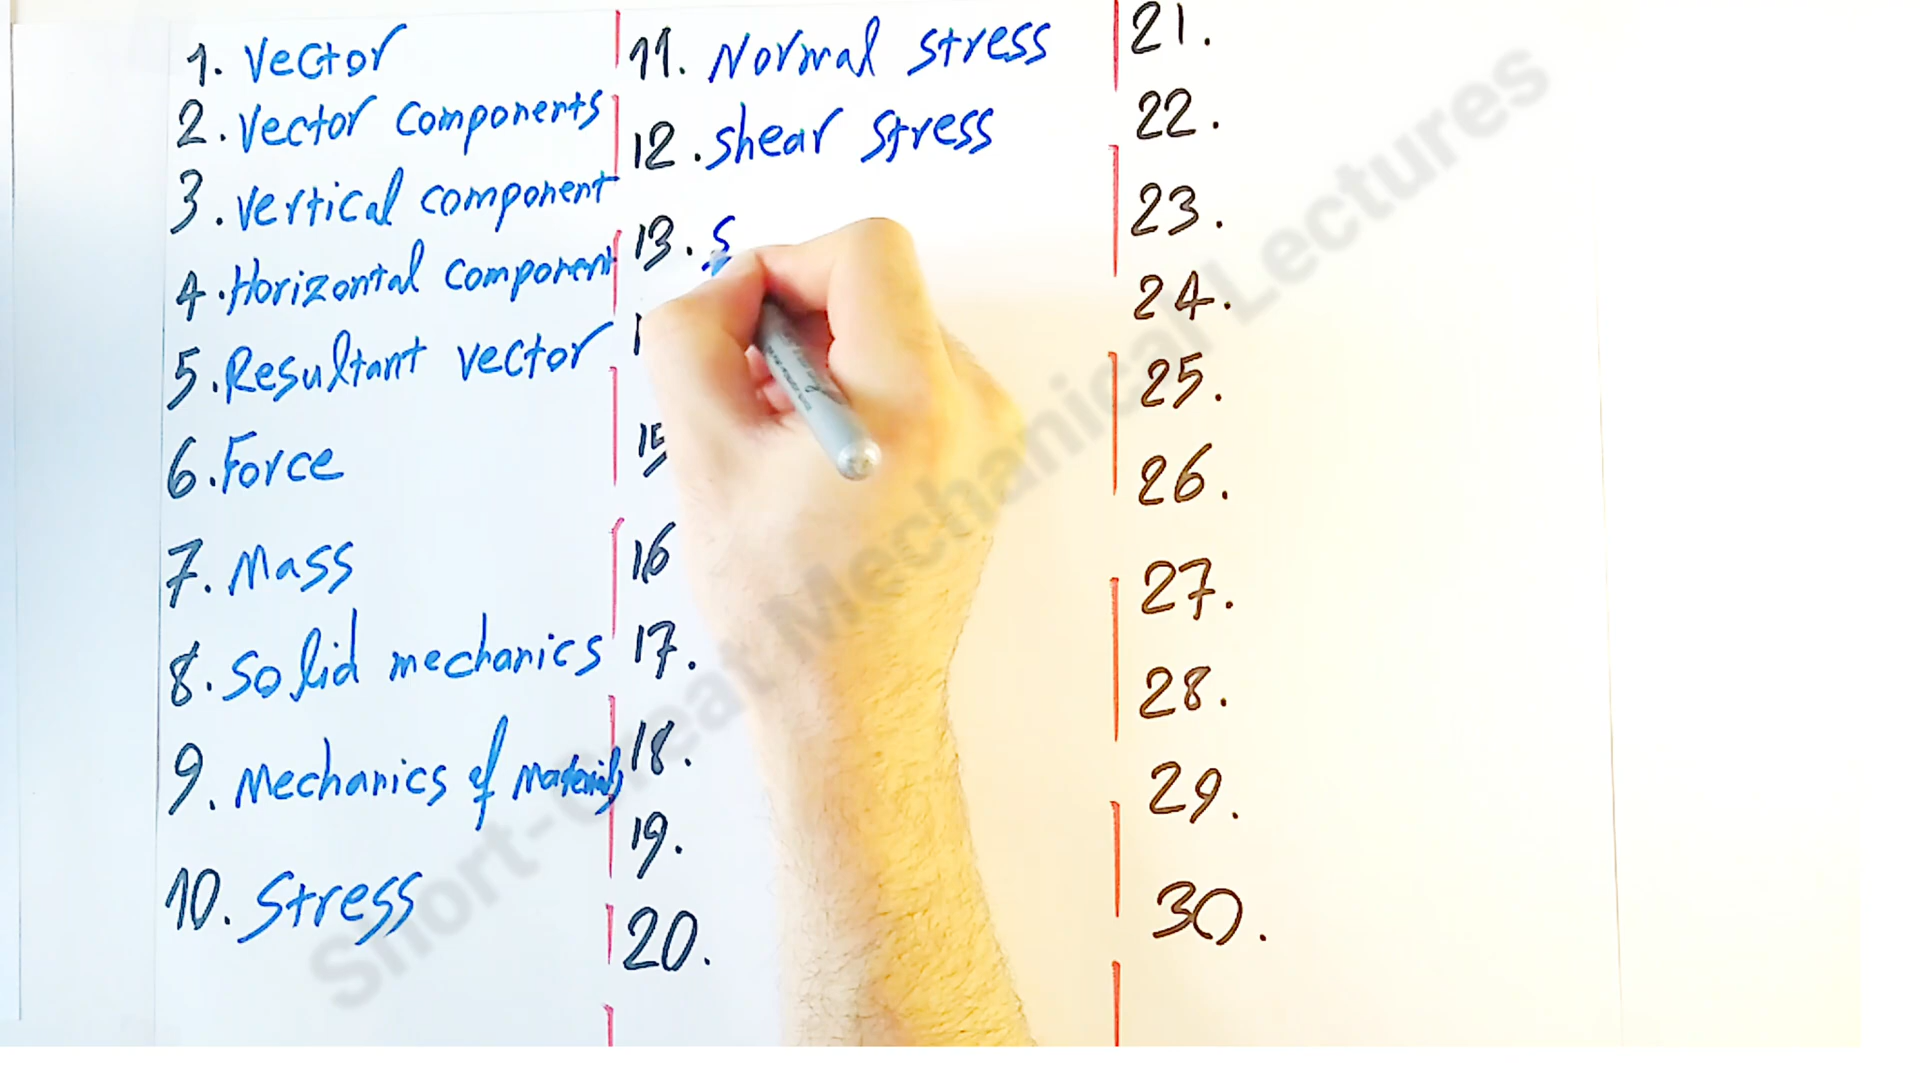 1. Vector
2. Vector components
3. Vertical component
4. Horizontal component
5. Resultant vector
6. Force
7. Mass
8. Solid mechanics
9. Mechanics of materials
10. Stress
11. Normal stress
12. Shear stress
13. S
1
15
16
17.
18.
19.
20.
21.
22.
23.
24.
25.
26.
27.
28.
29.
30.
Short-Great Mechanical Lectures